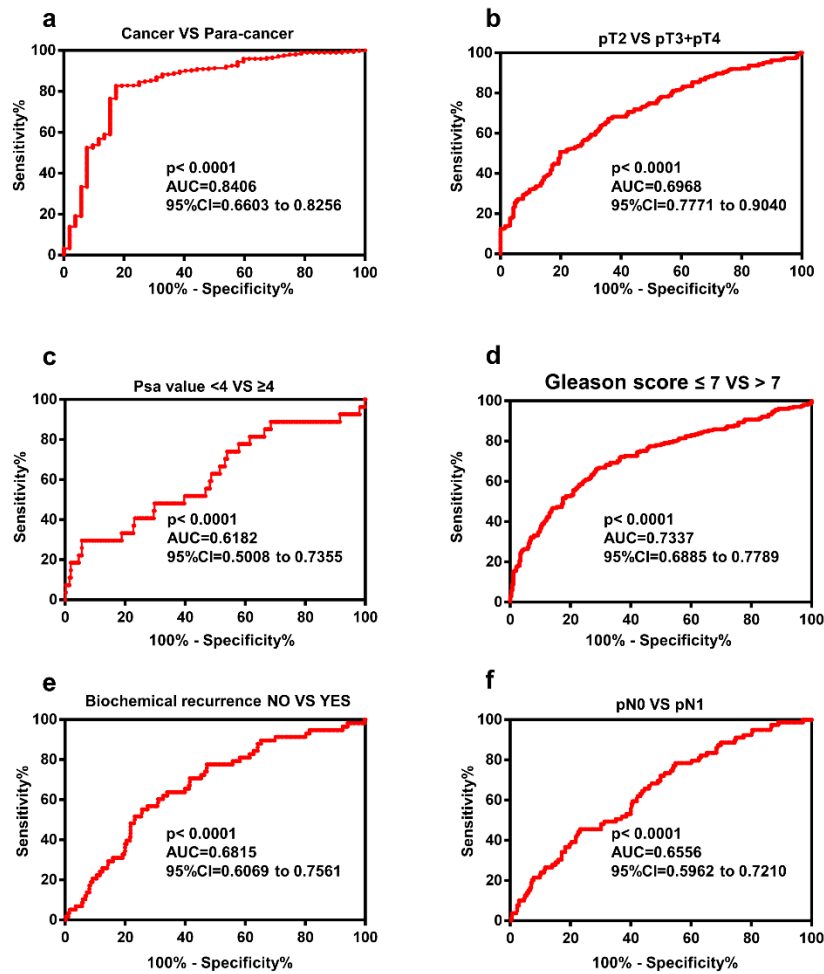 a
Cancer VS Para-cancer
100
80
60
40
20
0
Sensitivity%
p< 0.0001
AUC=0.8406
95%CI=0.6603 to 0.8256
0 20 40 60 80 100
100% - Specificity%
b
pT2 VS pT3+pT4
100
80
60
40
20
0
Sensitivity%
p< 0.0001
AUC=0.6968
95%CI=0.7771 to 0.9040
0 20 40 60 80 100
100% - Specificity%
c
Psa value <4 VS ≥4
100
80
60
40
20
0
Sensitivity%
p< 0.0001
AUC=0.6182
95%CI=0.5008 to 0.7355
0 20 40 60 80 100
100% - Specificity%
d
Gleason score ≤ 7 VS > 7
100
80
60
40
20
0
Sensitivity%
p< 0.0001
AUC=0.7337
95%CI=0.6885 to 0.7789
0 20 40 60 80 100
100% - Specificity%
e
Biochemical recurrence NO VS YES
100
80
60
40
20
0
Sensitivity%
p< 0.0001
AUC=0.6815
95%CI=0.6069 to 0.7561
0 20 40 60 80 100
100% - Specificity%
f
pN0 VS pN1
100
80
60
40
20
0
Sensitivity%
p< 0.0001
AUC=0.6556
95%CI=0.5962 to 0.7210
0 20 40 60 80 100
100% - Specificity%